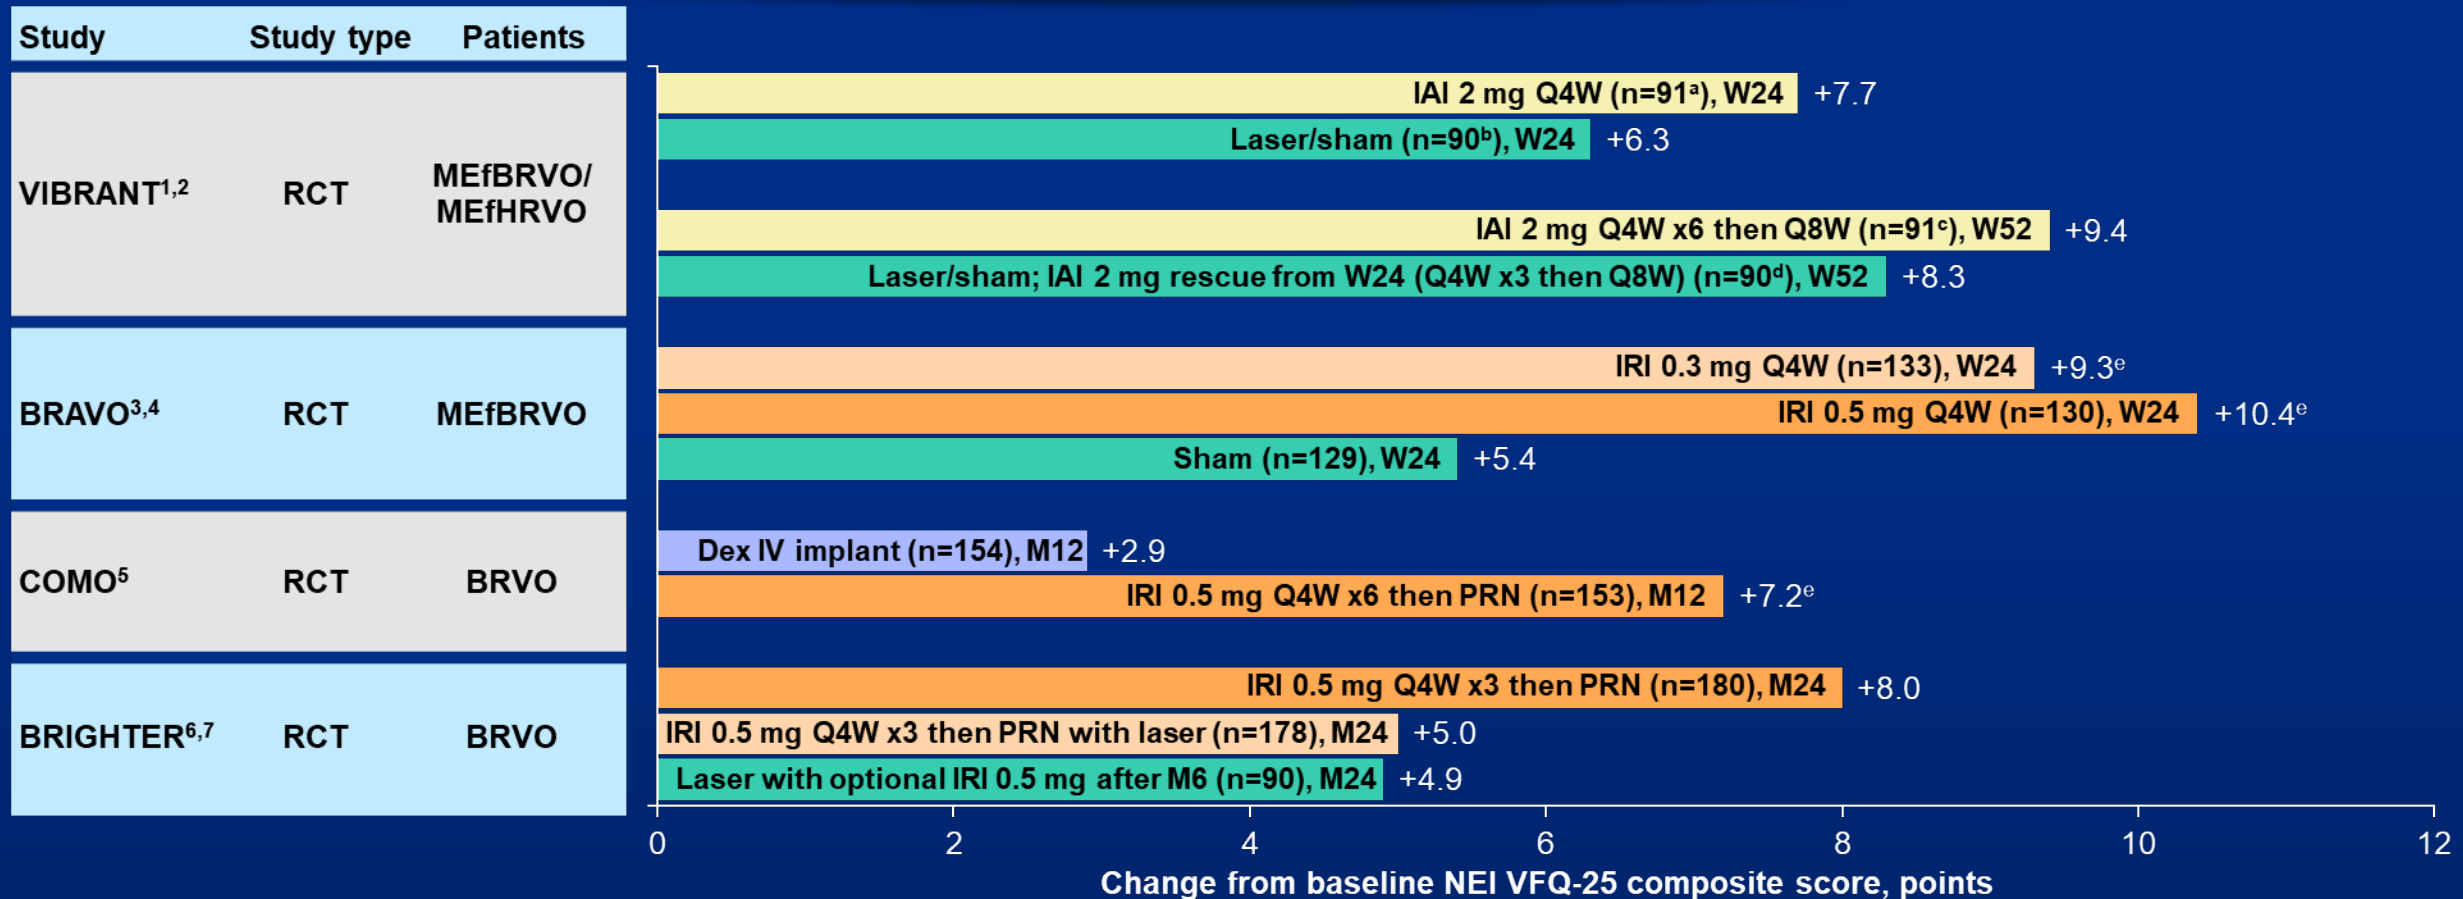 Study Study type Patients
VIBRANT¹,² RCT MEfBRVO/
MEfHRVO
IAI 2 mg Q4W (n=91ᵃ), W24 +7.7
Laser/sham (n=90ᵇ), W24 +6.3
IAI 2 mg Q4W x6 then Q8W (n=91ᶜ), W52 +9.4
Laser/sham; IAI 2 mg rescue from W24 (Q4W x3 then Q8W) (n=90ᵈ), W52 +8.3
BRAVO³,⁴ RCT MEfBRVO
IRI 0.3 mg Q4W (n=133), W24 +9.3ᵉ
IRI 0.5 mg Q4W (n=130), W24 +10.4ᵉ
Sham (n=129), W24 +5.4
COMO⁵ RCT BRVO
Dex IV implant (n=154), M12 +2.9
IRI 0.5 mg Q4W x6 then PRN (n=153), M12 +7.2ᵉ
BRIGHTER⁶,⁷ RCT BRVO
IRI 0.5 mg Q4W x3 then PRN (n=180), M24 +8.0
IRI 0.5 mg Q4W x3 then PRN with laser (n=178), M24 +5.0
Laser with optional IRI 0.5 mg after M6 (n=90), M24 +4.9
0 2 4 6 8 10 12
Change from baseline NEI VFQ-25 composite score, points